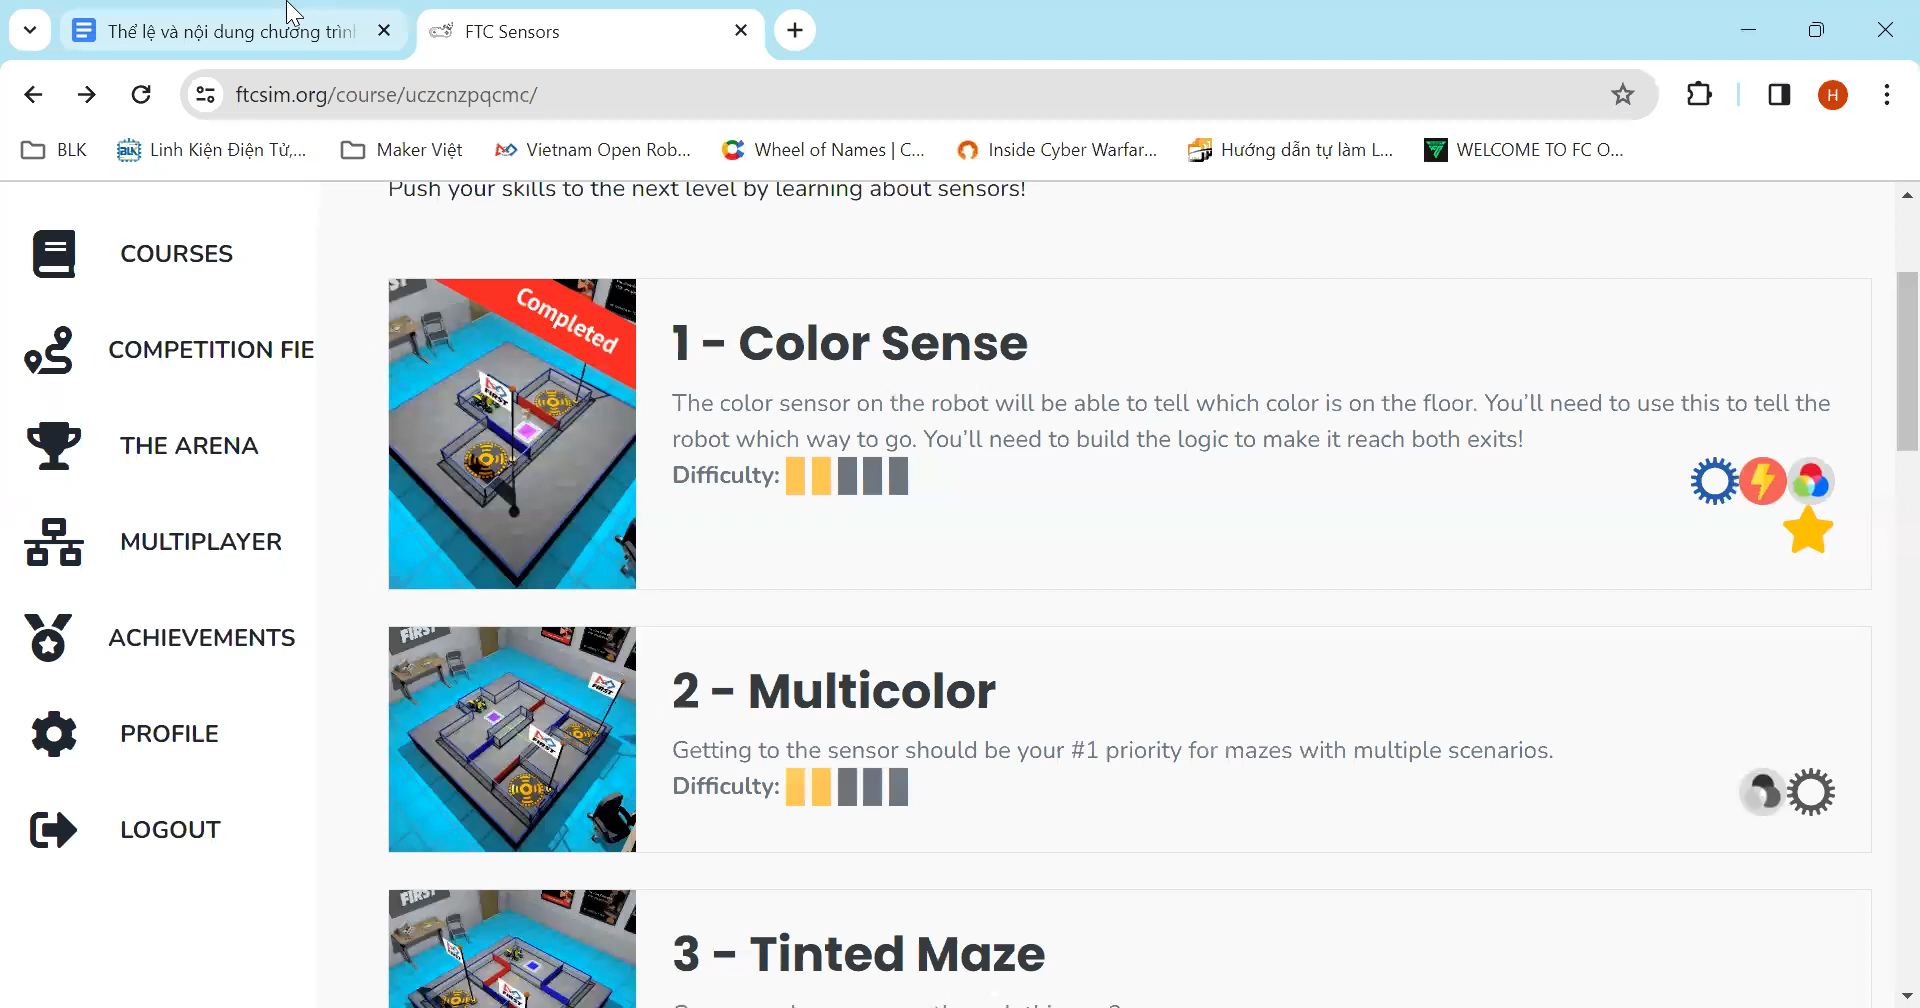 Thể lệ và nội dung chương trìn
FTC Sensors
ftcsim.org/course/uczcnzpqcmc/
H
BLK
Linh Kiện Điện Tử,...
Maker Việt
Vietnam Open Rob...
Wheel of Names | C...
Inside Cyber Warfar...
Hướng dẫn tự làm L...
WELCOME TO FC O...
Push your skills to the next level by learning about sensors!
COURSES
COMPETITION FIE
THE ARENA
MULTIPLAYER
ACHIEVEMENTS
PROFILE
LOGOUT
Completed
FIRST
1 - Color Sense
The color sensor on the robot will be able to tell which color is on the floor. You'll need to use this to tell the
robot which way to go. You'll need to build the logic to make it reach both exits!
Difficulty:
FIRST
FIRST
2 - Multicolor
Getting to the sensor should be your #1 priority for mazes with multiple scenarios.
Difficulty:
FIRST
3 - Tinted Maze